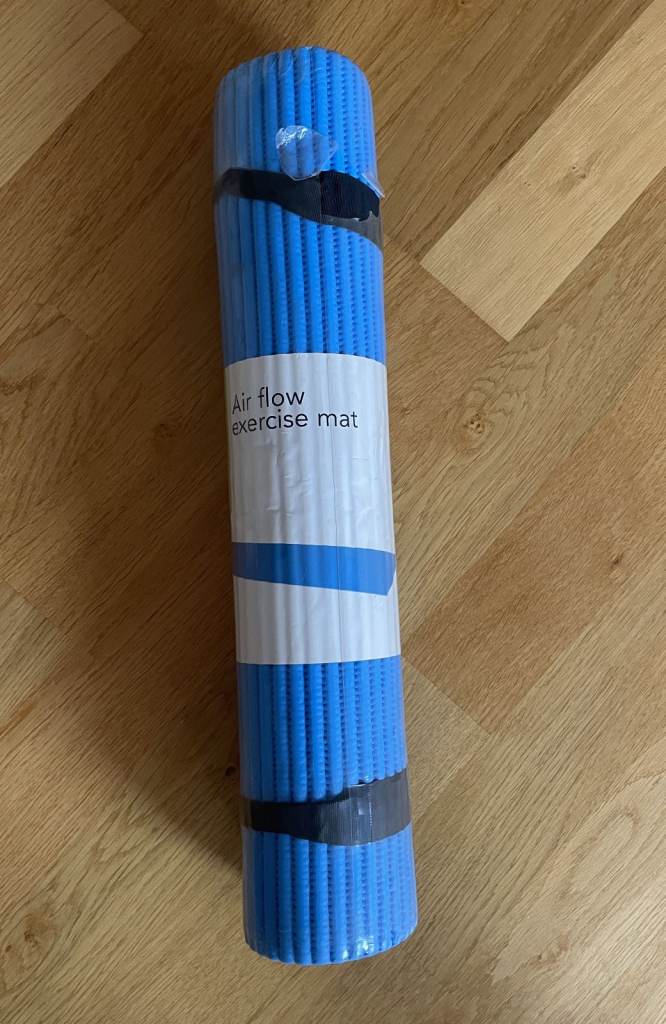 Air flow
exercise mat